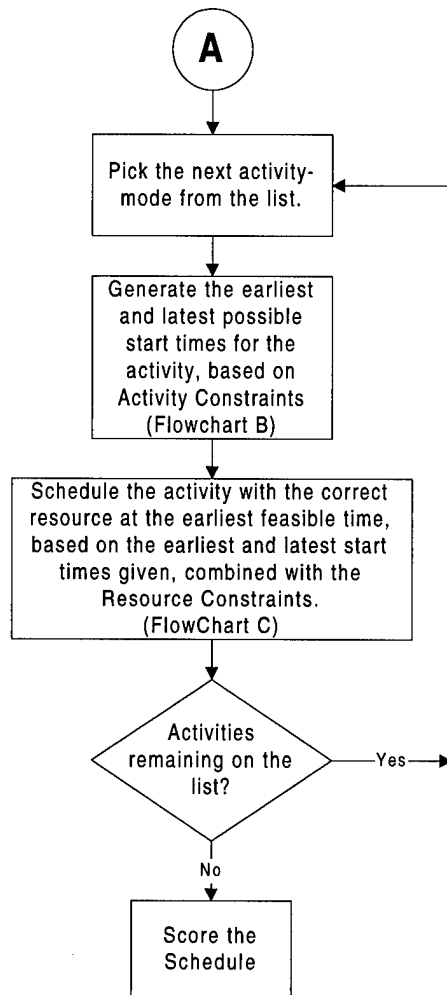 A
Pick the next activity-
mode from the list.
Generate the earliest
and latest possible
start times for the
activity, based on
Activity Constraints
(Flowchart B)
Schedule the activity with the correct
resource at the earliest feasible time,
based on the earliest and latest start
times given, combined with the
Resource Constraints.
(FlowChart C)
Activities
remaining on the
list?
Yes
No
Score the
Schedule